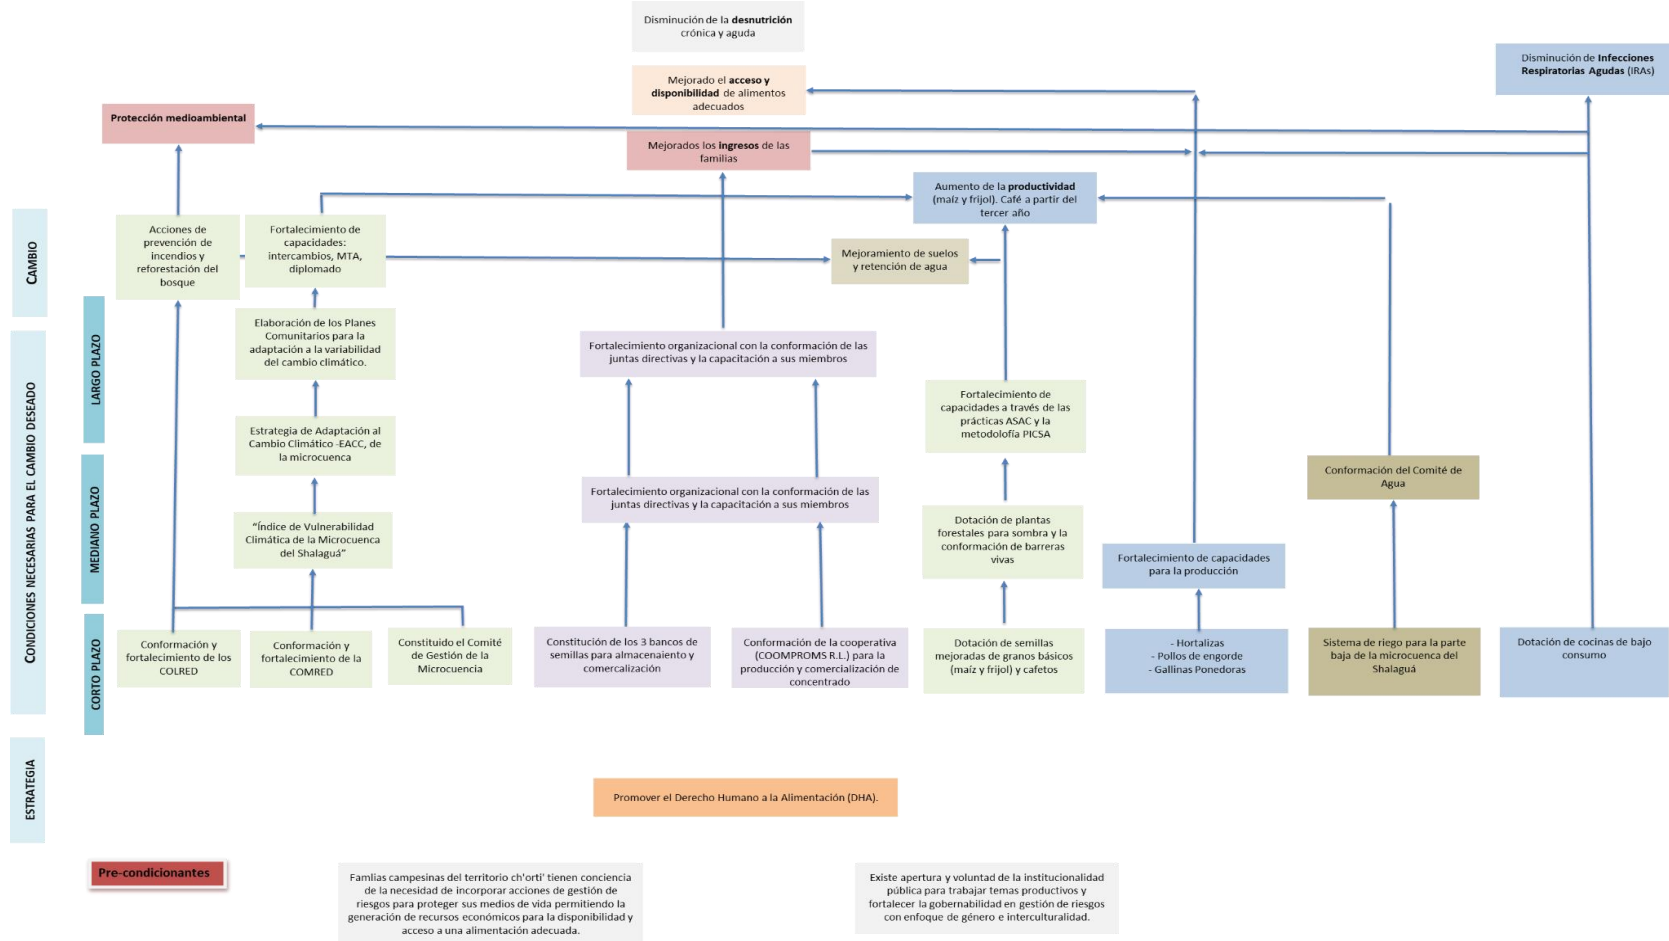 Disminución de la desnutrición
crónica y aguda
Disminución de Infecciones
Respiratorias Agudas (IRAs)
Mejorado el acceso y
disponibilidad de alimentos
adecuados
Protección medioambiental
Mejorados los ingresos de las
familias
Aumento de la productividad
(maíz y frijol). Café a partir del
tercer año
CAMBIO
Acciones de
prevención de
incendios y
reforestación del
bosque
Fortalecimiento de
capacidades:
intercambios, MTA,
diplomado
Mejoramiento de suelos
y retención de agua
CONDICIONES NECESARIAS PARA EL CAMBIO DESEADO
LARGO PLAZO
Elaboración de los Planes
Comunitarios para la
adaptación a la variabilidad
del cambio climático.
Fortalecimiento organizacional con la conformación de las
juntas directivas y la capacitación a sus miembros
Estrategia de Adaptación al
Cambio Climático -EACC, de
la microcuenca
Fortalecimiento de
capacidades a través de las
prácticas ASAC y la
metodolofía PICSA
MEDIANO PLAZO
Fortalecimiento organizacional con la conformación de las
juntas directivas y la capacitación a sus miembros
Conformación del Comité de
Agua
“Índice de Vulnerabilidad
Climática de la Microcuenca
del Shalaguá”
Dotación de plantas
forestales para sombra y la
conformación de barreras
vivas
Fortalecimiento de capacidades
para la producción
CORTO PLAZO
Conformación y
fortalecimiento de los
COLRED
Conformación y
fortalecimiento de la
COMRED
Constituido el Comité
de Gestión de la
Microcuencia
Constitución de los 3 bancos de
semillas para almacenaiento y
comercalización
Conformación de la cooperativa
(COOMPROMS R.L.) para la
producción y comercialización de
concentrado
Dotación de semillas
mejoradas de granos básicos
(maíz y frijol) y cafetos
- Hortalizas
- Pollos de engorde
- Gallinas Ponedoras
Sistema de riego para la parte
baja de la microcuenca del
Shalaguá
Dotación de cocinas de bajo
consumo
ESTRATEGIA
Promover el Derecho Humano a la Alimentación (DHA).
Pre-condicionantes
Famlias campesinas del territorio ch'orti' tienen conciencia
de la necesidad de incorporar acciones de gestión de
riesgos para proteger sus medios de vida permitiendo la
generación de recursos económicos para la disponibilidad y
acceso a una alimentación adecuada.
Existe apertura y voluntad de la institucionalidad
pública para trabajar temas productivos y
fortalecer la gobernabilidad en gestión de riesgos
con enfoque de género e interculturalidad.